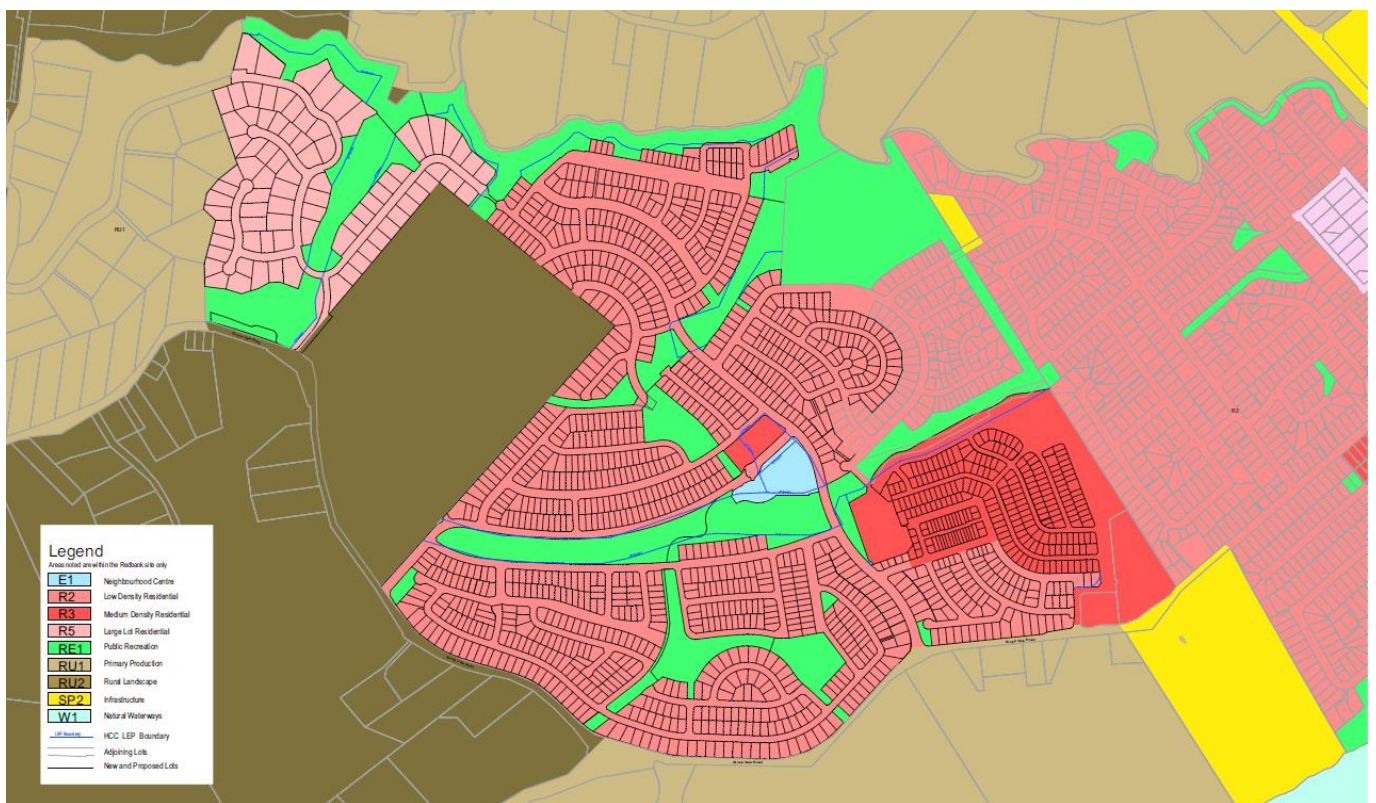 RU1
R2
Legend
Areas noted are within the Redbank site only
E1 Neighbourhood Centre
R2 Low Density Residential
R3 Medium Density Residential
R5 Large Lot Residential
RE1 Public Recreation
RU1 Primary Production
RU2 Rural Landscape
SP2 Infrastructure
W1 Natural Waterways
LEP Boundary HCC LEP Boundary
Adjoining Lots
New and Proposed Lots